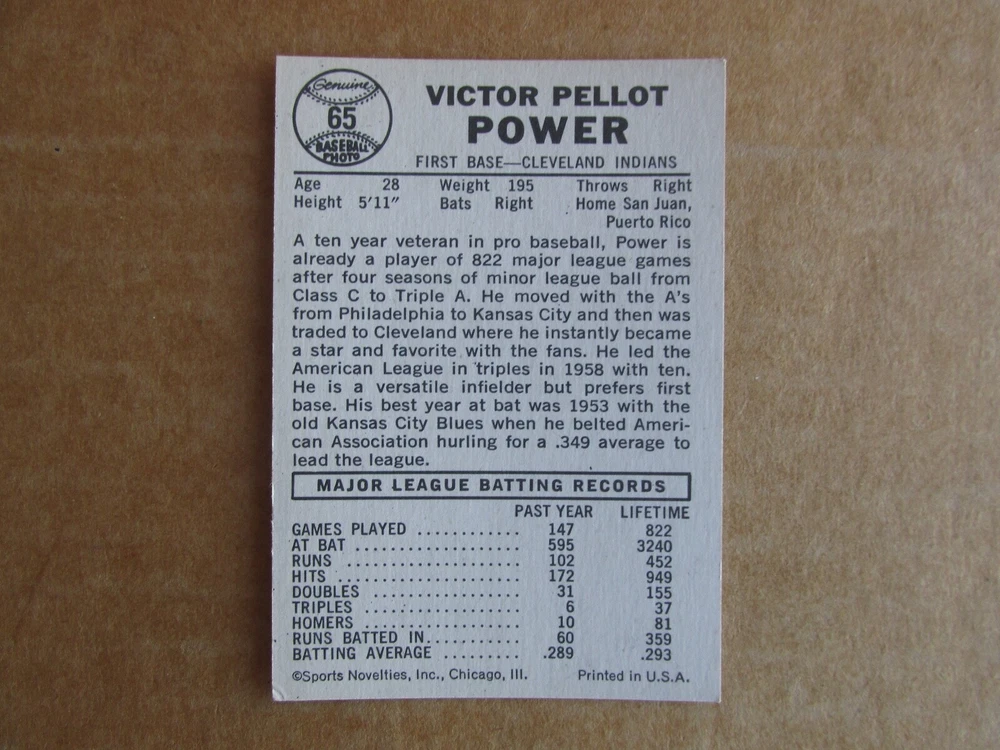 Genuine
65
BASEBALL
PHOTO
VICTOR PELLOT
POWER
FIRST BASE—CLEVELAND INDIANS
Age 28 Weight 195 Throws Right
Height 5'11" Bats Right Home San Juan,
Puerto Rico
A ten year veteran in pro baseball, Power is
already a player of 822 major league games
after four seasons of minor league ball from
Class C to Triple A. He moved with the A's
from Philadelphia to Kansas City and then was
traded to Cleveland where he instantly became
a star and favorite with the fans. He led the
American League in triples in 1958 with ten.
He is a versatile infielder but prefers first
base. His best year at bat was 1953 with the
old Kansas City Blues when he belted Ameri-
can Association hurling for a .349 average to
lead the league.
MAJOR LEAGUE BATTING RECORDS
PAST YEAR LIFETIME
GAMES PLAYED ............ 147 822
AT BAT ................... 595 3240
RUNS .................... 102 452
HITS ..................... 172 949
DOUBLES ................. 31 155
TRIPLES .................. 6 37
HOMERS .................. 10 81
RUNS BATTED IN........... 60 359
BATTING AVERAGE ......... .289 .293
©Sports Novelties, Inc., Chicago, Ill. Printed in U.S.A.